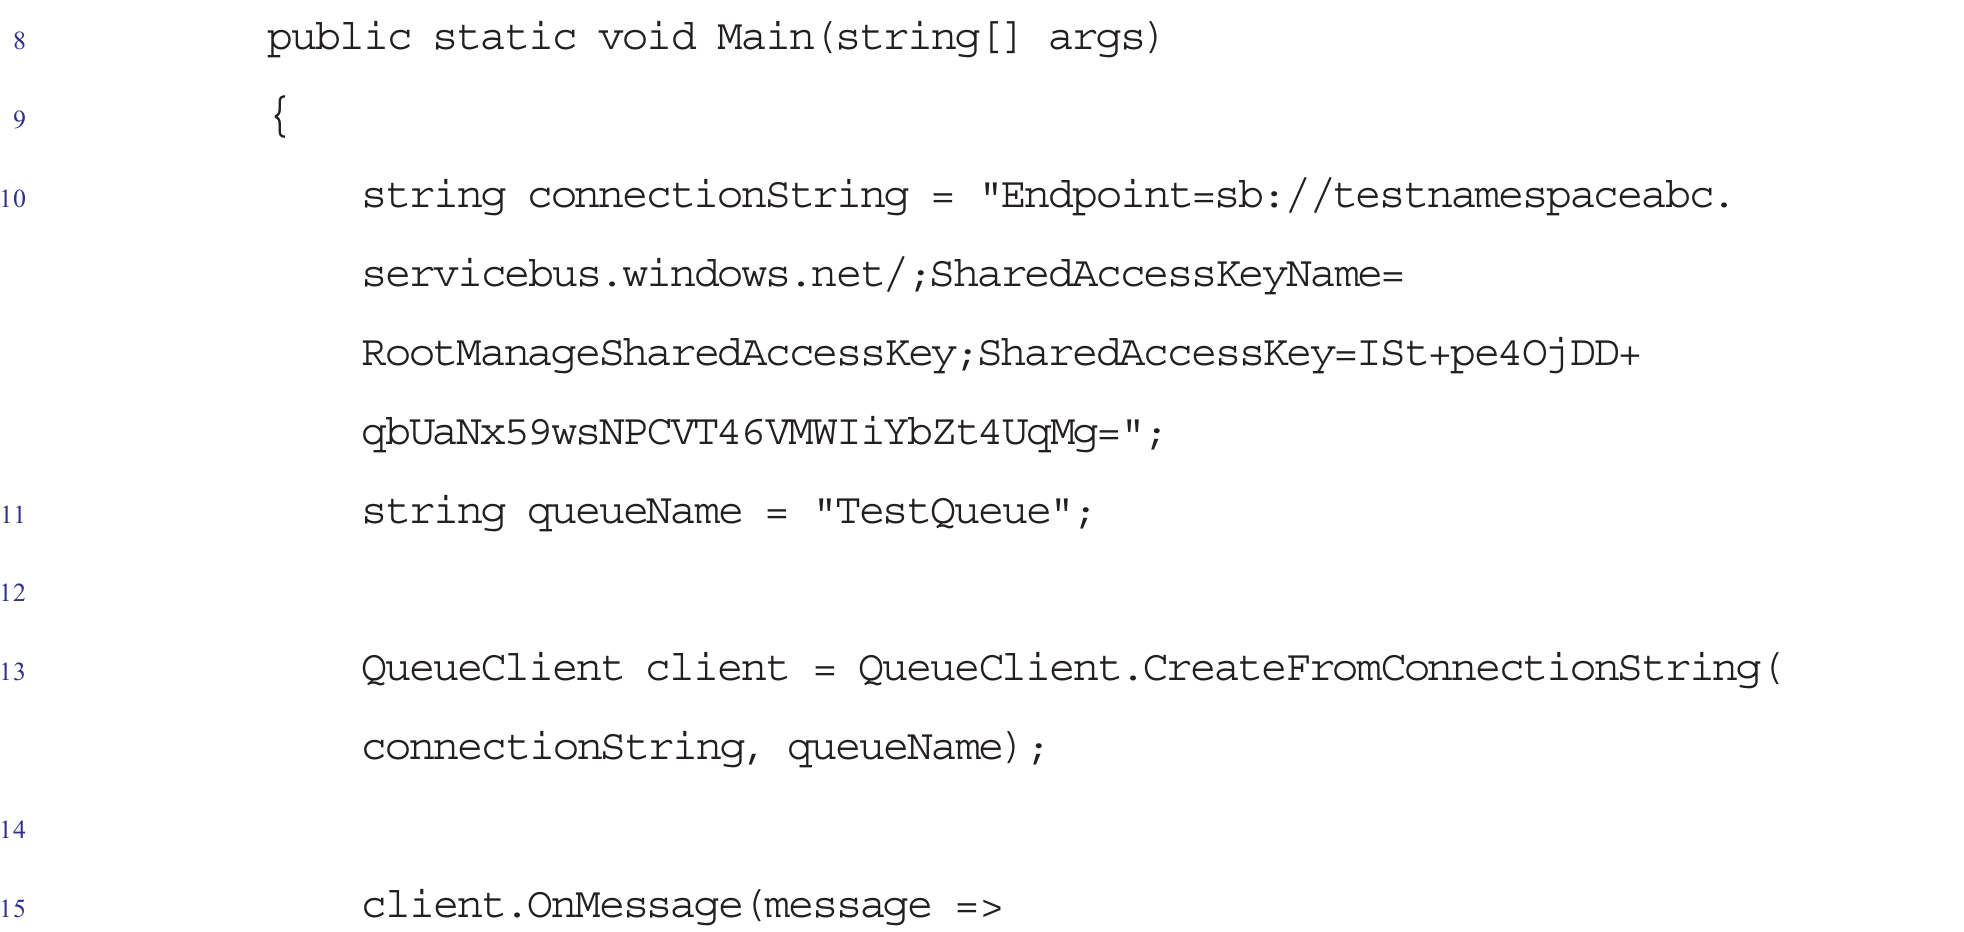 8 public static void Main(string[] args)
9 {
10 string connectionString = "Endpoint=sb://testnamespaceabc.
servicebus.windows.net/;SharedAccessKeyName=
RootManageSharedAccessKey;SharedAccessKey=ISt+pe4OjDD+
qbUaNx59wsNPCVT46VMWIiYbZt4UqMg=";
11 string queueName = "TestQueue";
12
13 QueueClient client = QueueClient.CreateFromConnectionString(
connectionString, queueName);
14
15 client.OnMessage(message =>